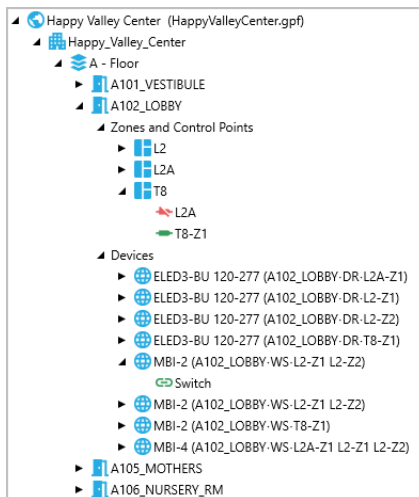 Happy Valley Center (HappyValleyCenter.gpf)
Happy_Valley_Center
A - Floor
A101_VESTIBULE
A102_LOBBY
Zones and Control Points
L2
L2A
T8
L2A
T8-Z1
Devices
ELED3-BU 120-277 (A102_LOBBY·DR·L2A-Z1)
ELED3-BU 120-277 (A102_LOBBY·DR·L2-Z1)
ELED3-BU 120-277 (A102_LOBBY·DR·L2-Z2)
ELED3-BU 120-277 (A102_LOBBY·DR·T8-Z1)
MBI-2 (A102_LOBBY·WS·L2-Z1 L2-Z2)
Switch
MBI-2 (A102_LOBBY·WS·L2-Z1 L2-Z2)
MBI-2 (A102_LOBBY·WS·T8-Z1)
MBI-4 (A102_LOBBY·WS·L2A-Z1 L2-Z1 L2-Z2)
A105_MOTHERS
A106_NURSERY_RM